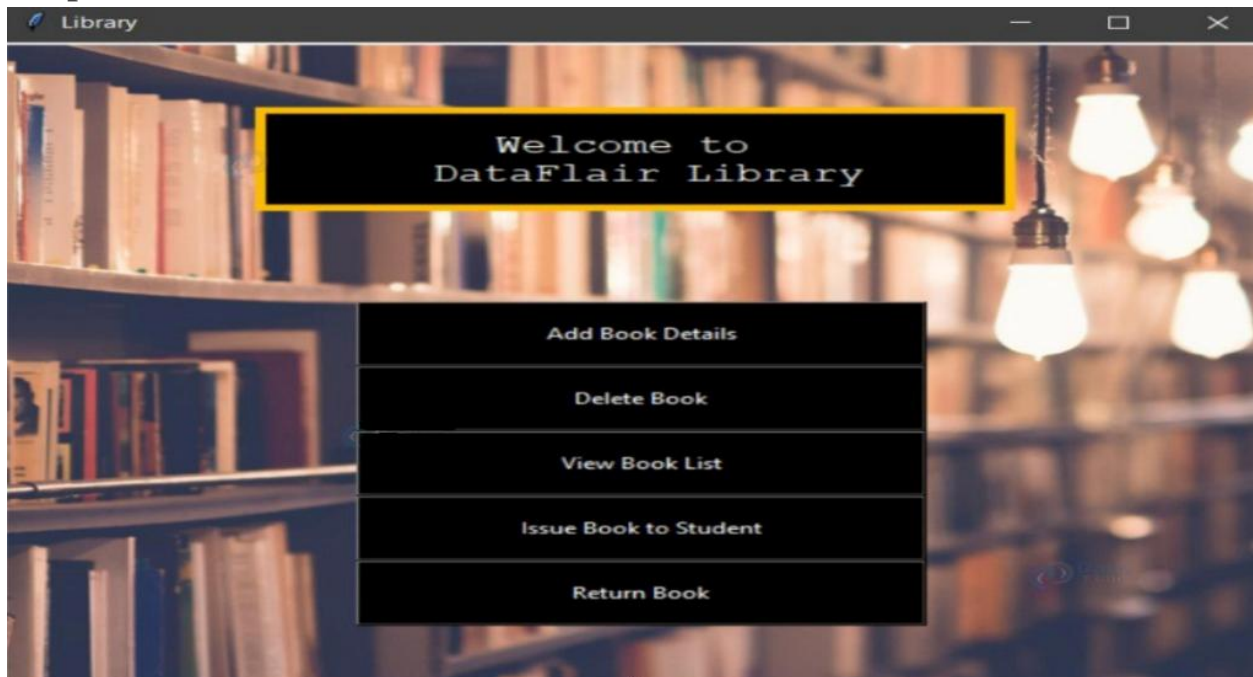 Library
Welcome to
DataFlair Library
Add Book Details
Delete Book
View Book List
Issue Book to Student
Return Book